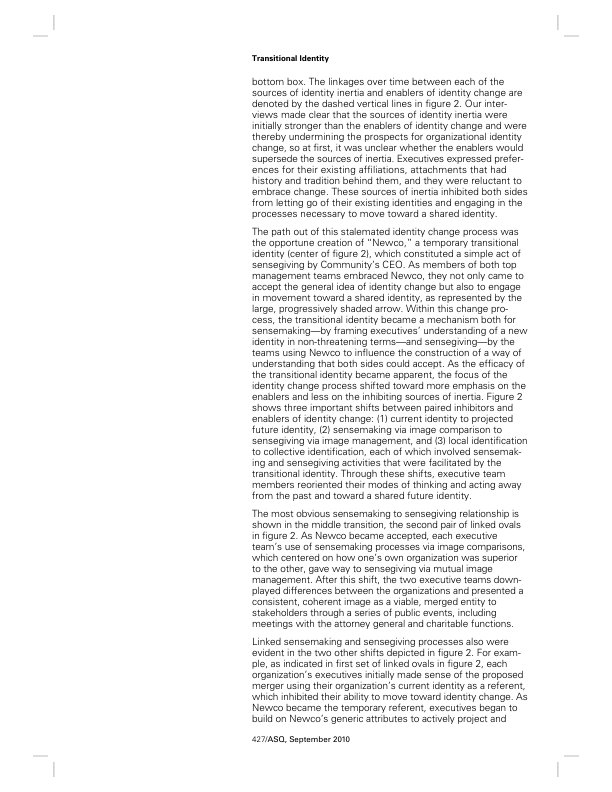 Transitional Identity
bottom box. The linkages over time between each of the
sources of identity inertia and enablers of identity change are
denoted by the dashed vertical lines in figure 2. Our inter-
views made clear that the sources of identity inertia were
initially stronger than the enablers of identity change and were
thereby undermining the prospects for organizational identity
change, so at first, it was unclear whether the enablers would
supersede the sources of inertia. Executives expressed prefer-
ences for their existing affiliations, attachments that had
history and tradition behind them, and they were reluctant to
embrace change. These sources of inertia inhibited both sides
from letting go of their existing identities and engaging in the
processes necessary to move toward a shared identity.
The path out of this stalemated identity change process was
the opportune creation of “Newco,” a temporary transitional
identity (center of figure 2), which constituted a simple act of
sensegiving by Community’s CEO. As members of both top
management teams embraced Newco, they not only came to
accept the general idea of identity change but also to engage
in movement toward a shared identity, as represented by the
large, progressively shaded arrow. Within this change pro-
cess, the transitional identity became a mechanism both for
sensemaking—by framing executives’ understanding of a new
identity in non-threatening terms—and sensegiving—by the
teams using Newco to influence the construction of a way of
understanding that both sides could accept. As the efficacy of
the transitional identity became apparent, the focus of the
identity change process shifted toward more emphasis on the
enablers and less on the inhibiting sources of inertia. Figure 2
shows three important shifts between paired inhibitors and
enablers of identity change: (1) current identity to projected
future identity, (2) sensemaking via image comparison to
sensegiving via image management, and (3) local identification
to collective identification, each of which involved sensemak-
ing and sensegiving activities that were facilitated by the
transitional identity. Through these shifts, executive team
members reoriented their modes of thinking and acting away
from the past and toward a shared future identity.
The most obvious sensemaking to sensegiving relationship is
shown in the middle transition, the second pair of linked ovals
in figure 2. As Newco became accepted, each executive
team’s use of sensemaking processes via image comparisons,
which centered on how one’s own organization was superior
to the other, gave way to sensegiving via mutual image
management. After this shift, the two executive teams down-
played differences between the organizations and presented a
consistent, coherent image as a viable, merged entity to
stakeholders through a series of public events, including
meetings with the attorney general and charitable functions.
Linked sensemaking and sensegiving processes also were
evident in the two other shifts depicted in figure 2. For exam-
ple, as indicated in first set of linked ovals in figure 2, each
organization’s executives initially made sense of the proposed
merger using their organization’s current identity as a referent,
which inhibited their ability to move toward identity change. As
Newco became the temporary referent, executives began to
build on Newco’s generic attributes to actively project and
427/ASQ, September 2010